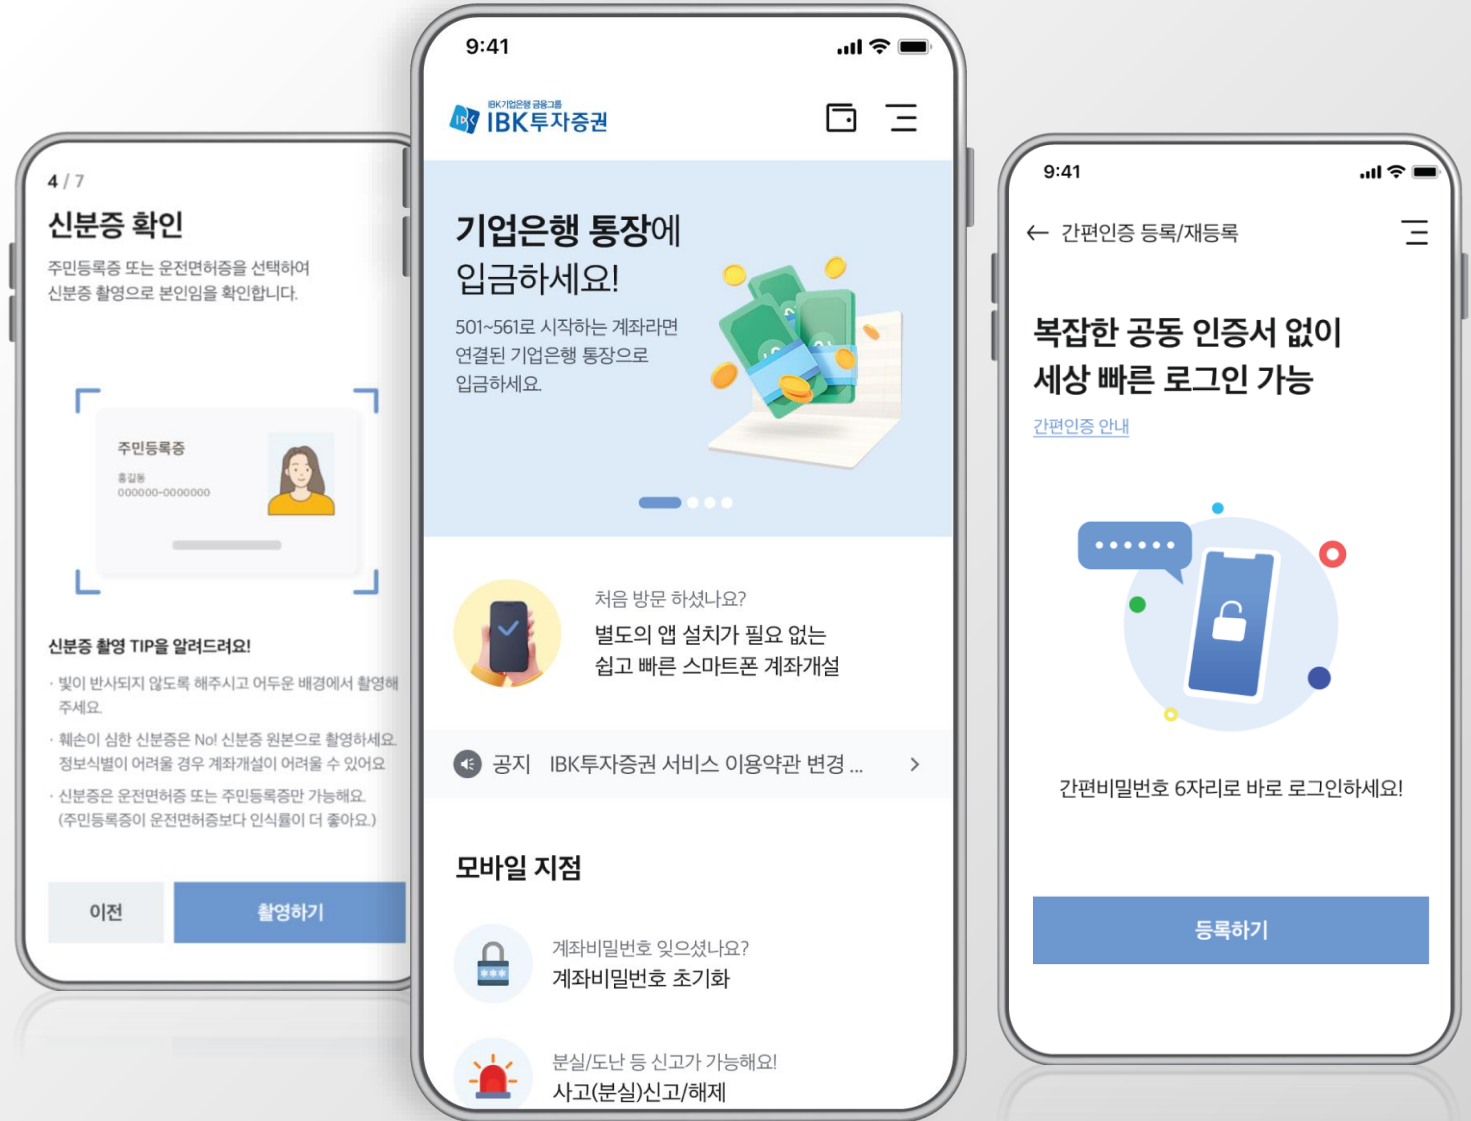 4 / 7
신분증 확인
주민등록증 또는 운전면허증을 선택하여
신분증 촬영으로 본인임을 확인합니다.
주민등록증
홍길동
000000-0000000
신분증 촬영 TIP을 알려드려요!
· 빛이 반사되지 않도록 해주시고 어두운 배경에서 촬영해
주세요.
· 훼손이 심한 신분증은 No! 신분증 원본으로 촬영하세요.
정보식별이 어려울 경우 계좌개설이 어려울 수 있어요
· 신분증은 운전면허증 또는 주민등록증만 가능해요.
(주민등록증이 운전면허증보다 인식률이 더 좋아요.)
이전
촬영하기
9:41
IBK기업은행 금융그룹
IBK투자증권
기업은행 통장에
입금하세요!
501~561로 시작하는 계좌라면
연결된 기업은행 통장으로
입금하세요.
처음 방문 하셨나요?
별도의 앱 설치가 필요 없는
쉽고 빠른 스마트폰 계좌개설
공지 IBK투자증권 서비스 이용약관 변경 ...
모바일 지점
***
계좌비밀번호 잊으셨나요?
계좌비밀번호 초기화
분실/도난 등 신고가 가능해요!
사고(분실)신고/해제
9:41
간편인증 등록/재등록
복잡한 공동 인증서 없이
세상 빠른 로그인 가능
간편인증 안내
간편비밀번호 6자리로 바로 로그인하세요!
등록하기